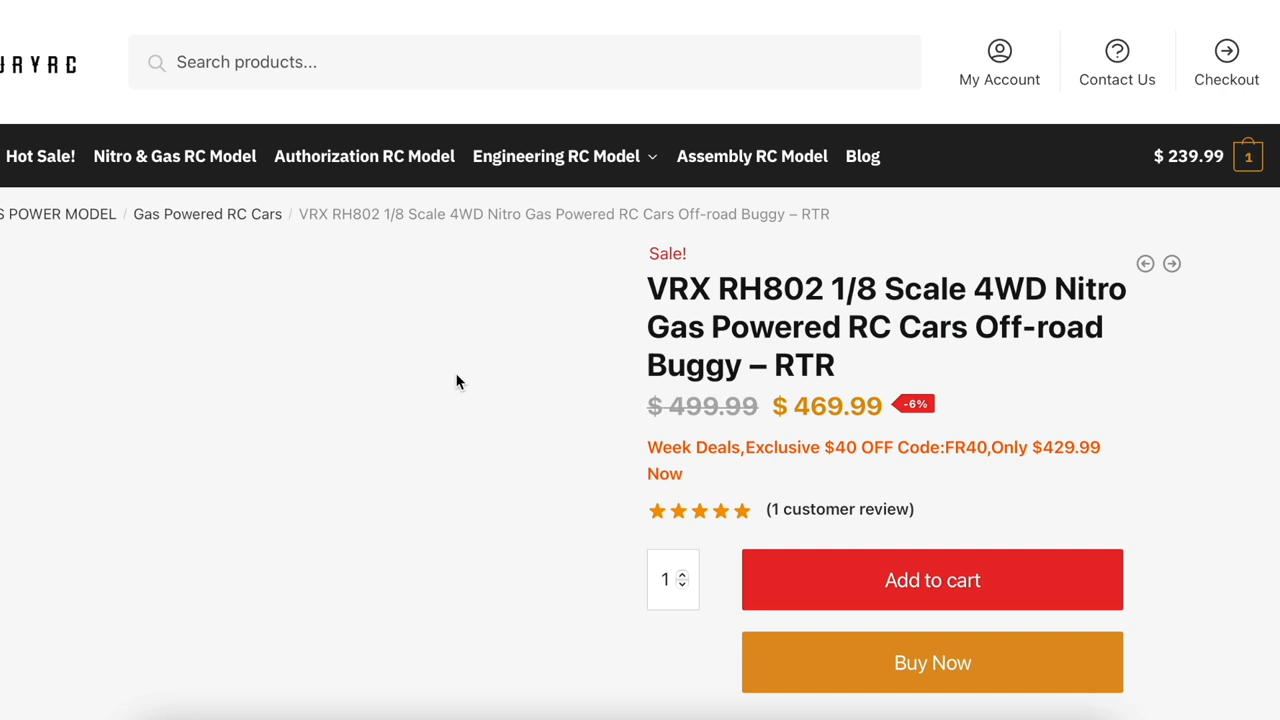 Search products...
My Account
Contact Us
Checkout
Hot Sale! Nitro & Gas RC Model Authorization RC Model Engineering RC Model Assembly RC Model Blog $ 239.99 1
POWER MODEL / Gas Powered RC Cars / VRX RH802 1/8 Scale 4WD Nitro Gas Powered RC Cars Off-road Buggy – RTR
Sale!
VRX RH802 1/8 Scale 4WD Nitro
Gas Powered RC Cars Off-road
Buggy – RTR
$ 499.99 $ 469.99 -6%
Week Deals,Exclusive $40 OFF Code:FR40,Only $429.99
Now
(1 customer review)
1
Add to cart
Buy Now